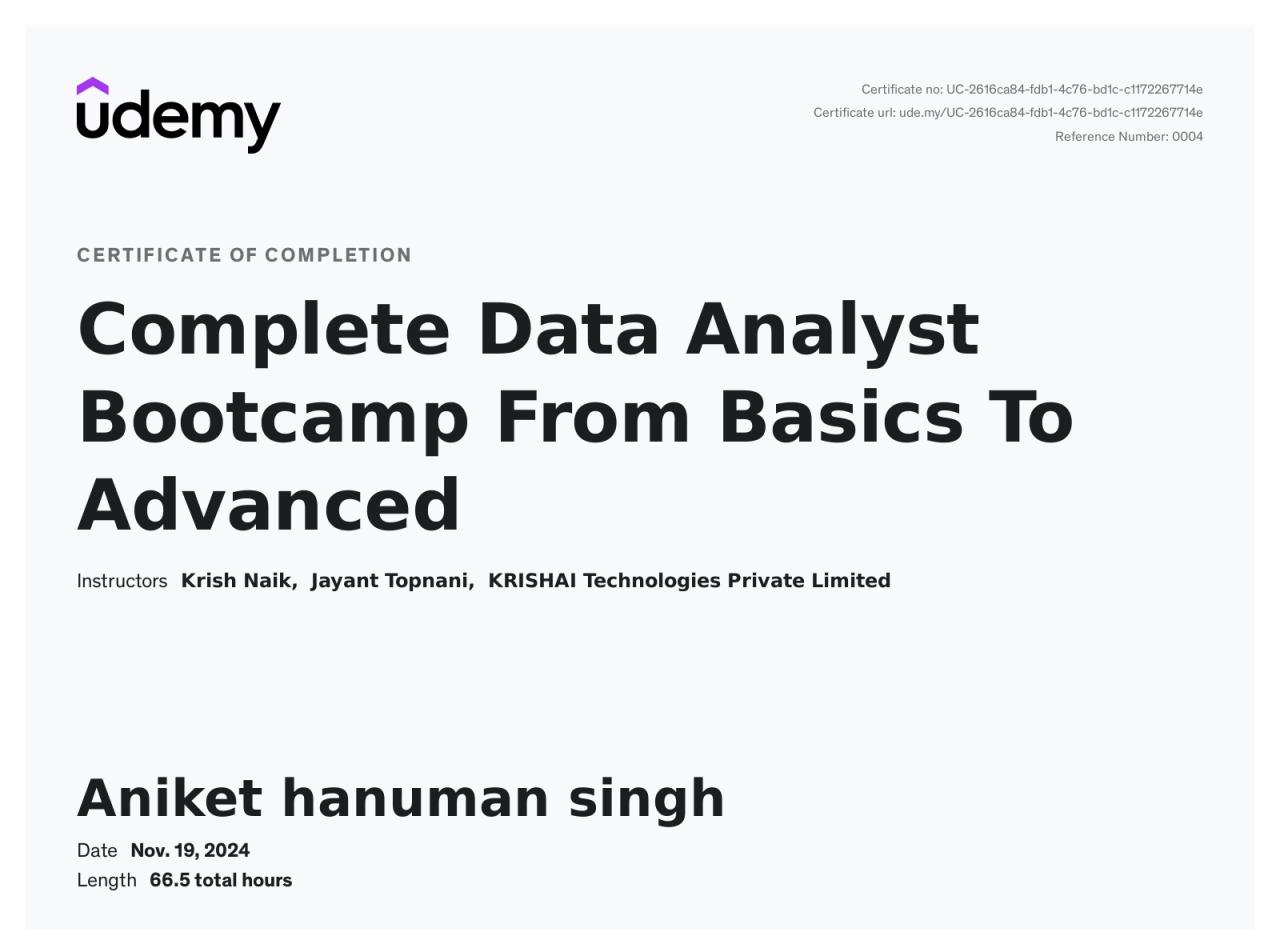 udemy
Certificate no: UC-2616ca84-fdb1-4c76-bd1c-c1172267714e
Certificate url: ude.my/UC-2616ca84-fdb1-4c76-bd1c-c1172267714e
Reference Number: 0004
CERTIFICATE OF COMPLETION
Complete Data Analyst
Bootcamp From Basics To
Advanced
Instructors Krish Naik, Jayant Topnani, KRISHAI Technologies Private Limited
Aniket hanuman singh
Date Nov. 19, 2024
Length 66.5 total hours